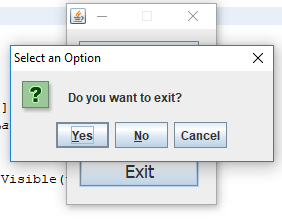 Select an Option
?
Do you want to exit?
Yes No Cancel
Exit
Visible(